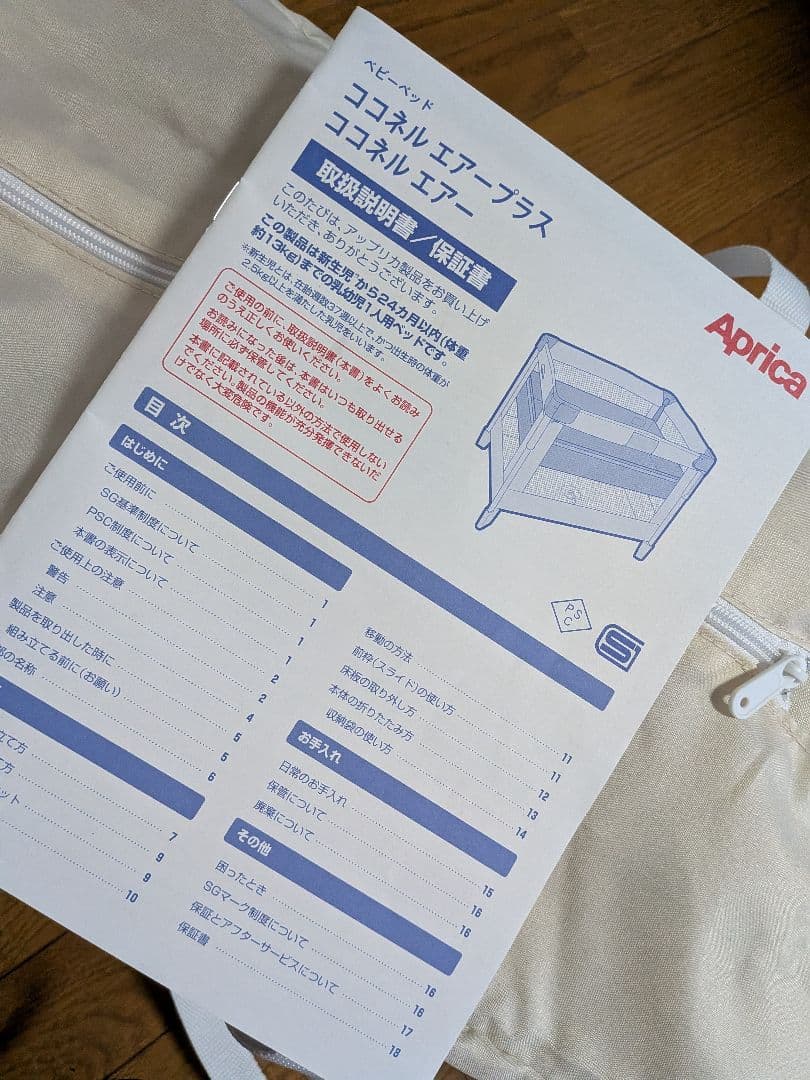 ベビーベッド
ココネル エアープラス
ココネル エアー
取扱説明書／保証書
このたびは、アップリカ製品をお買い上げ
いただき、ありがとうございます。
この製品は新生児※から24カ月以内(体重
約13kg)までの乳幼児1人用ベッドです。
※新生児とは、在胎週数37週以上で、かつ出生時の体重が
2.5kg以上を満たした乳児をいいます。
ご使用の前に、取扱説明書(本書)をよくお読み
のうえ正しくお使いください。
お読みになった後は、本書はいつも取り出せる
場所に必ず保管してください。
本書に記載されている以外の方法で使用しない
でください。製品の機能が充分発揮できないだ
けでなく大変危険です。
Aprica
PSC
目 次
はじめに
ご使用前に 1
SG基準制度について 1
PSC制度について 1
本書の表示について 1
ご使用上の注意 2
警告 2
注意 4
製品を取り出した時に 5
組み立てる前に(お願い) 5
部の名称 6
立て方 7
て方 9
ット 9
10
移動の方法 11
前枠(スライド)の使い方 11
床板の取り外し方 12
本体の折りたたみ方 13
収納袋の使い方 14
お手入れ
日常のお手入れ 15
保管について 16
廃棄について 16
その他
困ったとき 16
SGマーク制度について 16
保証とアフターサービスについて 17
保証書 18